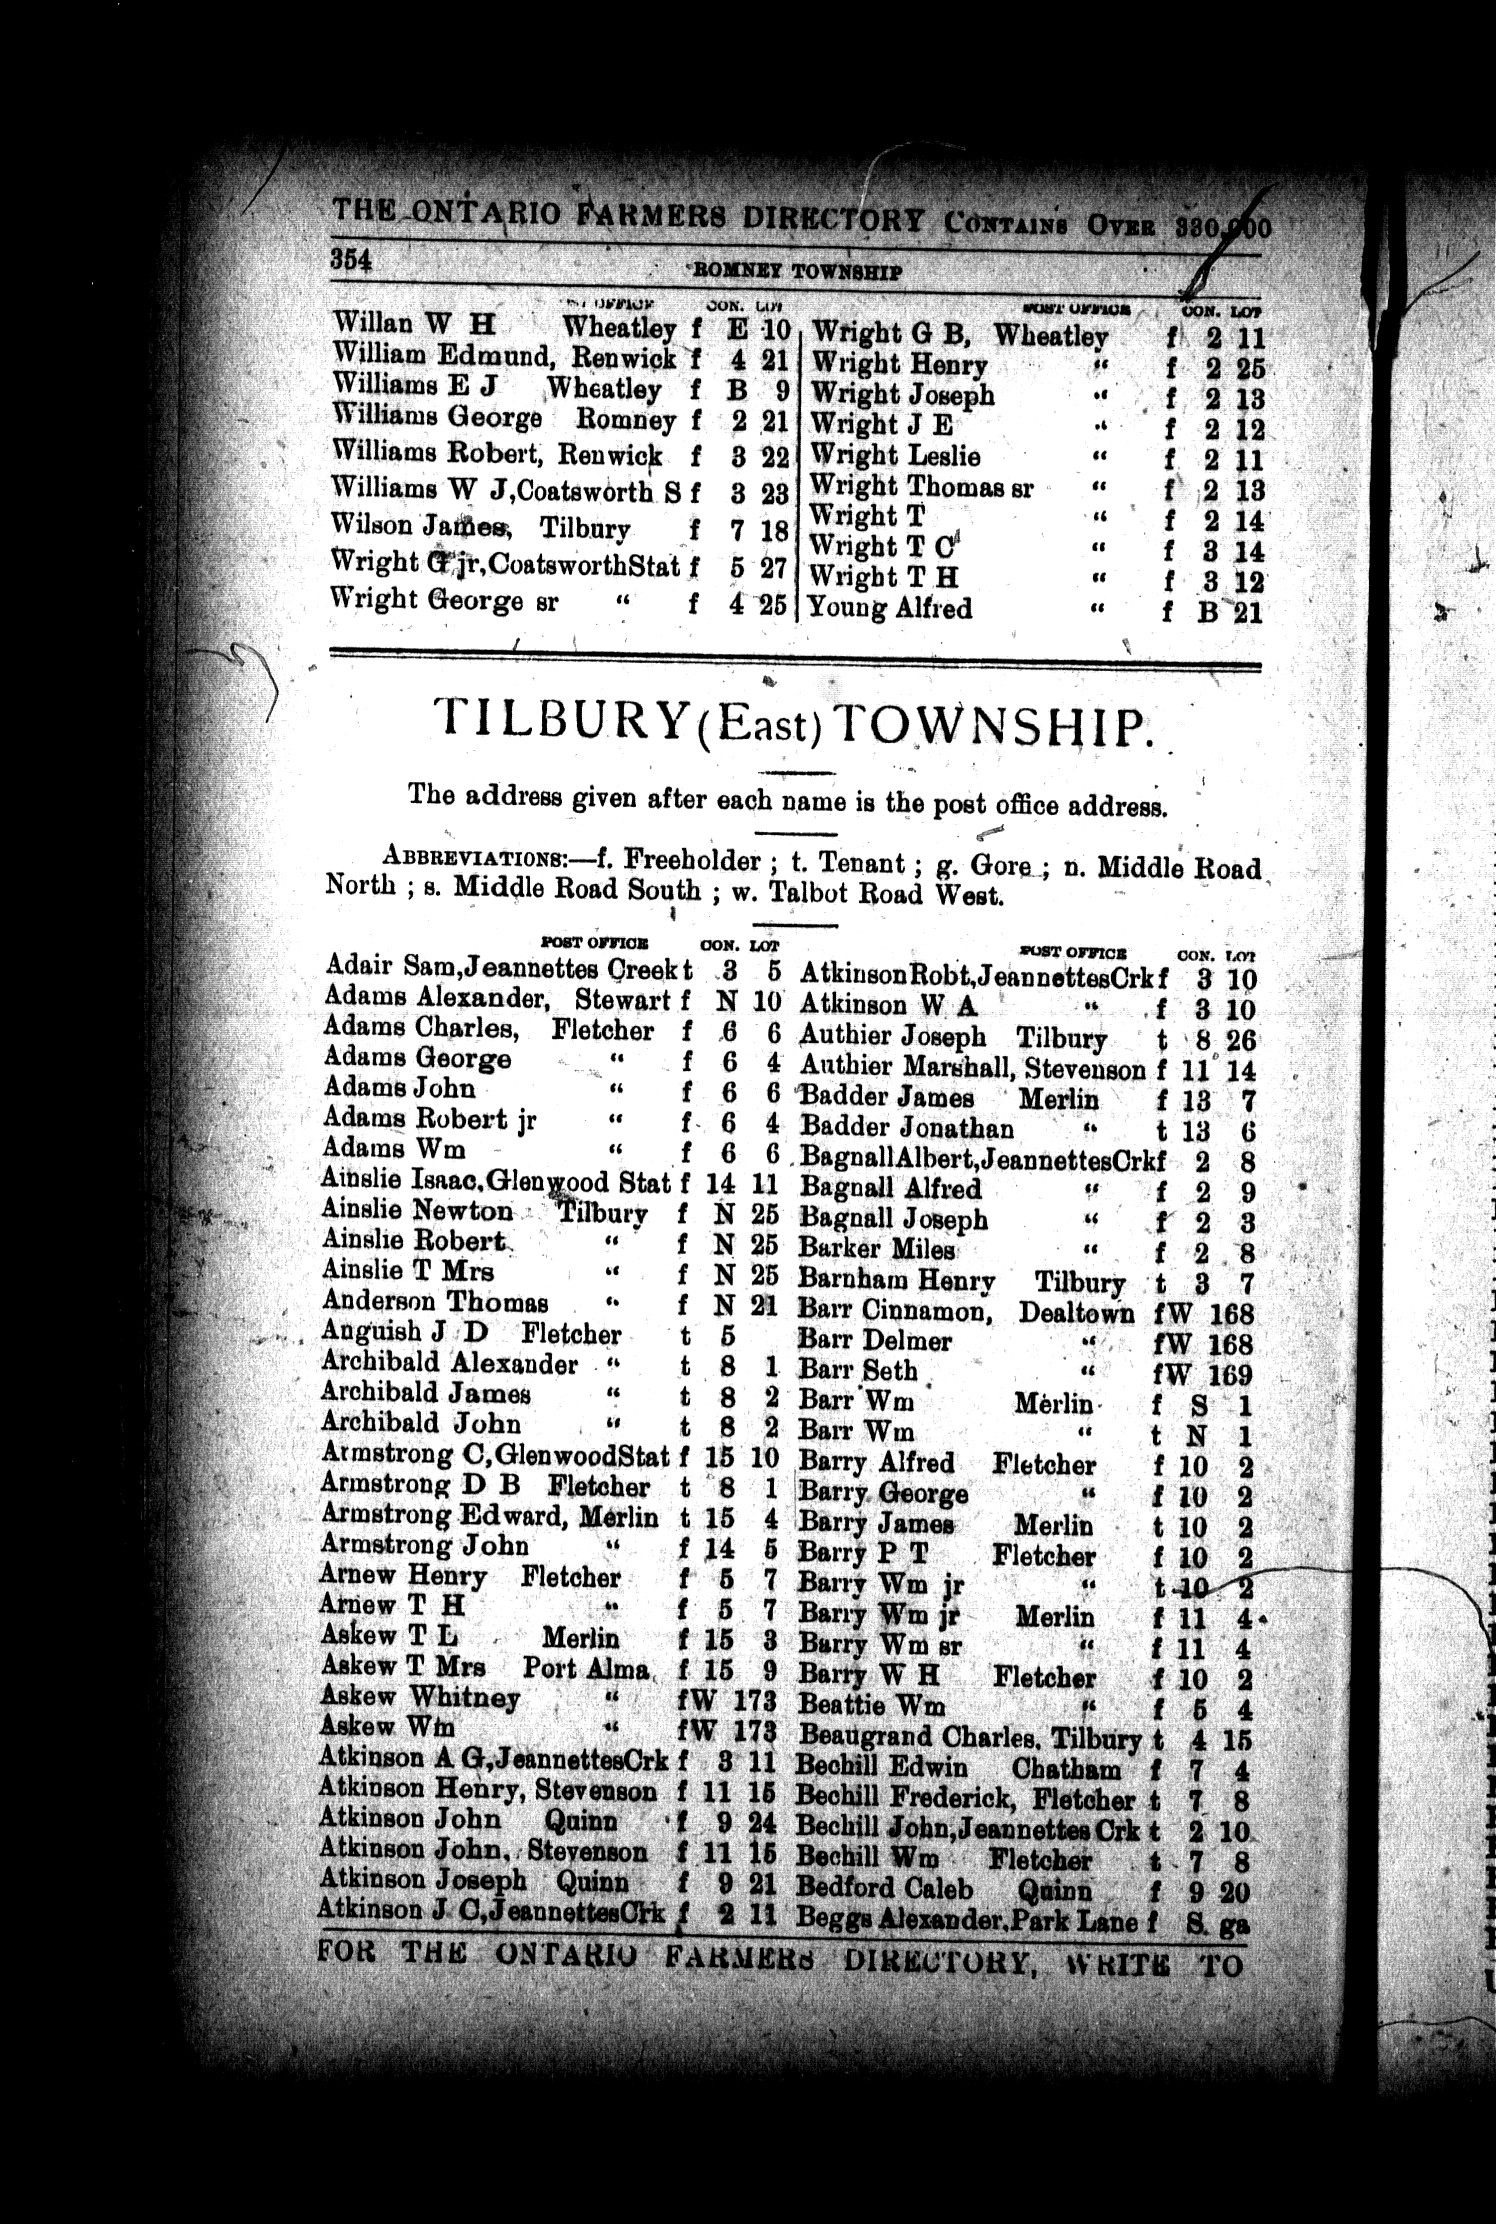 THE ONTARIO FARMERS DIRECTORY CONTAINS OVER 330,000
354
ROMNEY TOWNSHIP
OFFICE CON. LOT
Willan W H Wheatley f E 10
William Edmund, Renwick f 4 21
Williams E J Wheatley f B 9
Williams George Romney f 2 21
Williams Robert, Renwick f 3 22
Williams W J,Coatsworth S f 3 23
Wilson James, Tilbury f 7 18
Wright G jr,CoatsworthStat f 5 27
Wright George sr “ f 4 25
POST OFFICE CON. LOT
Wright G B, Wheatley f 2 11
Wright Henry “ f 2 25
Wright Joseph “ f 2 13
Wright J E “ f 2 12
Wright Leslie “ f 2 11
Wright Thomas sr “ f 2 13
Wright T “ f 2 14
Wright T C “ f 3 14
Wright T H “ f 3 12
Young Alfred “ f B 21
TILBURY (East) TOWNSHIP.
The address given after each name is the post office address.
ABBREVIATIONS:—f. Freeholder ; t. Tenant ; g. Gore ; n. Middle Road
North ; s. Middle Road South ; w. Talbot Road West.
POST OFFICE CON. LOT
Adair Sam,Jeannettes Creek t 3 5
Adams Alexander, Stewart f N 10
Adams Charles, Fletcher f 6 6
Adams George “ f 6 4
Adams John “ f 6 6
Adams Robert jr “ f 6 4
Adams Wm “ f 6 6
Ainslie Isaac,Glenwood Stat f 14 11
Ainslie Newton Tilbury f N 25
Ainslie Robert “ f N 25
Ainslie T Mrs “ f N 25
Anderson Thomas “ f N 21
Anguish J D Fletcher t 5
Archibald Alexander “ t 8 1
Archibald James “ t 8 2
Archibald John “ t 8 2
Armstrong C,GlenwoodStat f 15 10
Armstrong D B Fletcher t 8 1
Armstrong Edward, Merlin t 15 4
Armstrong John “ f 14 5
Arnew Henry Fletcher f 5 7
Arnew T H “ f 5 7
Askew T L Merlin f 15 3
Askew T Mrs Port Alma f 15 9
Askew Whitney “ fW 173
Askew Wm “ fW 173
Atkinson A G,JeannettesCrk f 3 11
Atkinson Henry, Stevenson f 11 15
Atkinson John Quinn f 9 24
Atkinson John, Stevenson f 11 15
Atkinson Joseph Quinn f 9 21
Atkinson J C,JeannettesCrk f 2 11
POST OFFICE CON. LOT
AtkinsonRobt,JeannettesCrk f 3 10
Atkinson W A “ f 3 10
Authier Joseph Tilbury t 8 26
Authier Marshall, Stevenson f 11 14
Badder James Merlin f 13 7
Badder Jonathan “ t 13 6
BagnallAlbert,JeannettesCrkf 2 8
Bagnall Alfred “ f 2 9
Bagnall Joseph “ f 2 3
Barker Miles “ f 2 8
Barnham Henry Tilbury t 3 7
Barr Cinnamon, Dealtown fW 168
Barr Delmer “ fW 168
Barr Seth “ fW 169
Barr Wm Merlin f S 1
Barr Wm “ t N 1
Barry Alfred Fletcher f 10 2
Barry George “ f 10 2
Barry James Merlin t 10 2
Barry P T Fletcher f 10 2
Barry Wm jr “ t 10 2
Barry Wm jr Merlin f 11 4
Barry Wm sr “ f 11 4
Barry W H Fletcher f 10 2
Beattie Wm “ f 5 4
Beaugrand Charles, Tilbury t 4 15
Bechill Edwin Chatham f 7 4
Bechill Frederick, Fletcher t 7 8
Bechill John,Jeannettes Crk t 2 10
Bechill Wm Fletcher t 7 8
Bedford Caleb Quinn f 9 20
Beggs Alexander,Park Lane f S. ga
FOR THE ONTARIO FARMERS DIRECTORY, WRITE TO